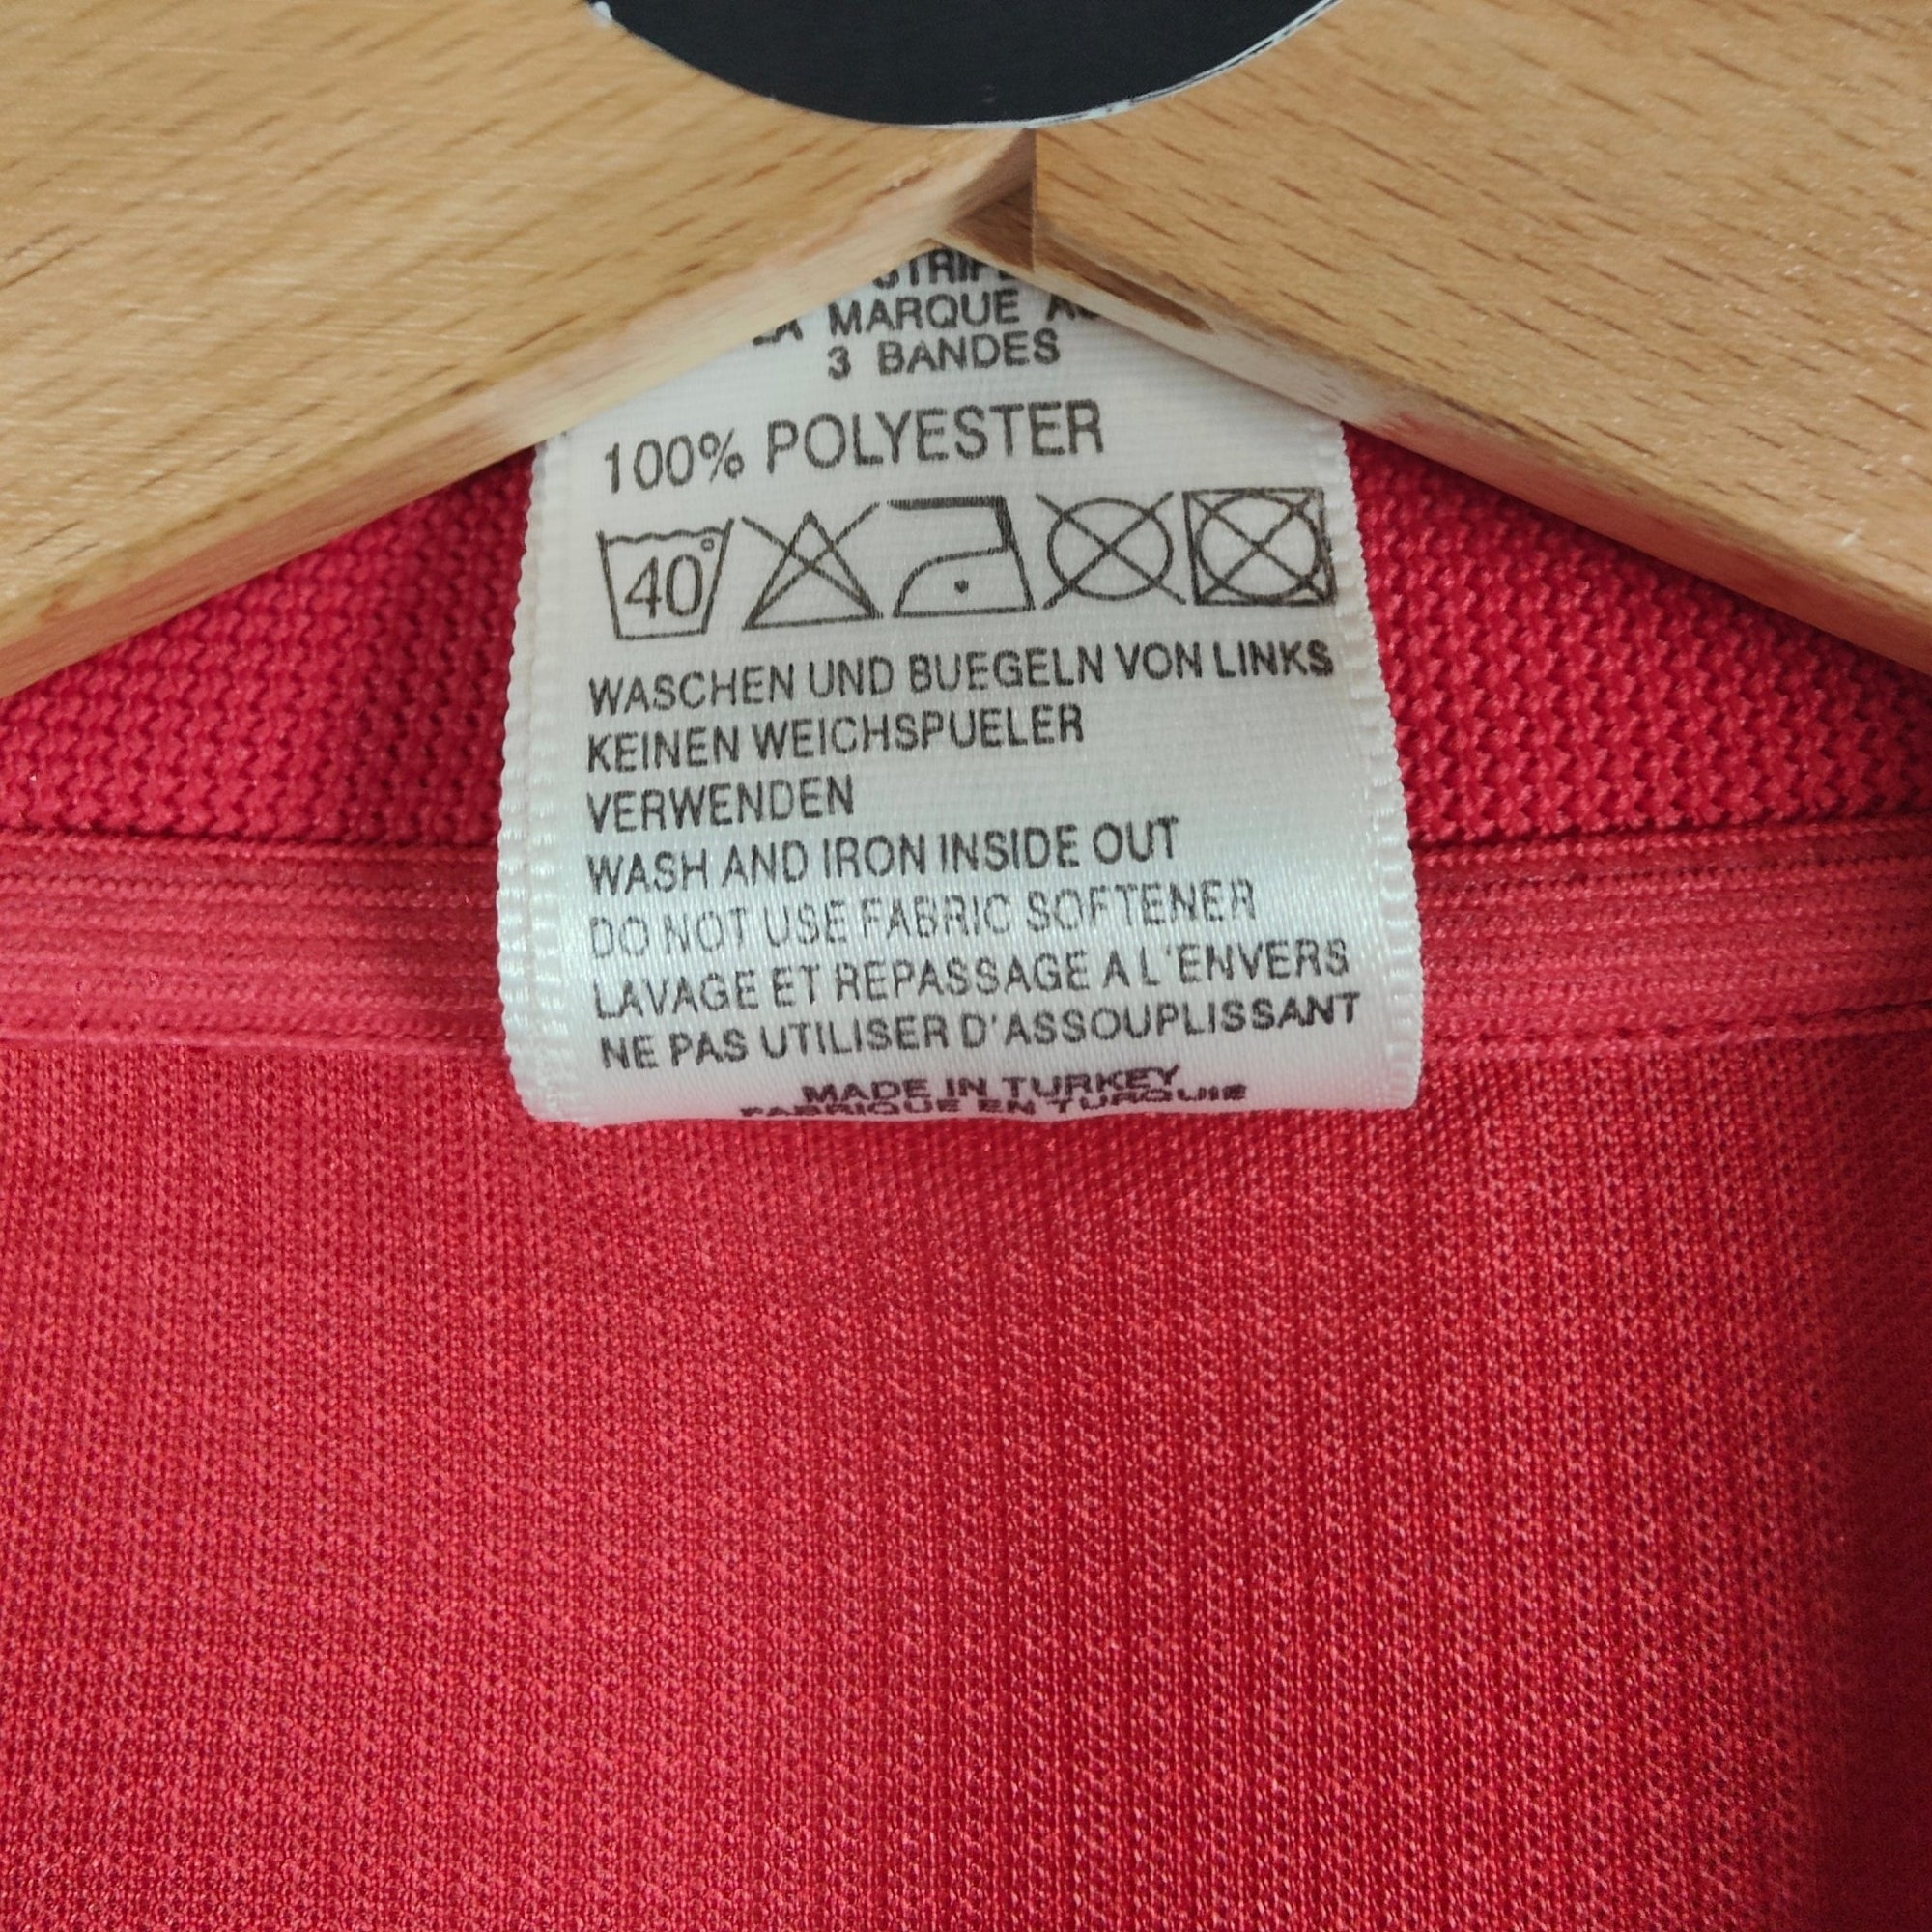 MARQUE
3 BANDES
100% POLYESTER
40°
WASCHEN UND BUEGELN VON LINKS
KEINEN WEICHSPUELER
VERWENDEN
WASH AND IRON INSIDE OUT
DO NOT USE FABRIC SOFTENER
LAVAGE ET REPASSAGE A L'ENVERS
NE PAS UTILISER D'ASSOUPLISSANT
MADE IN TURKEY
FABRIQUE EN TURQUIE